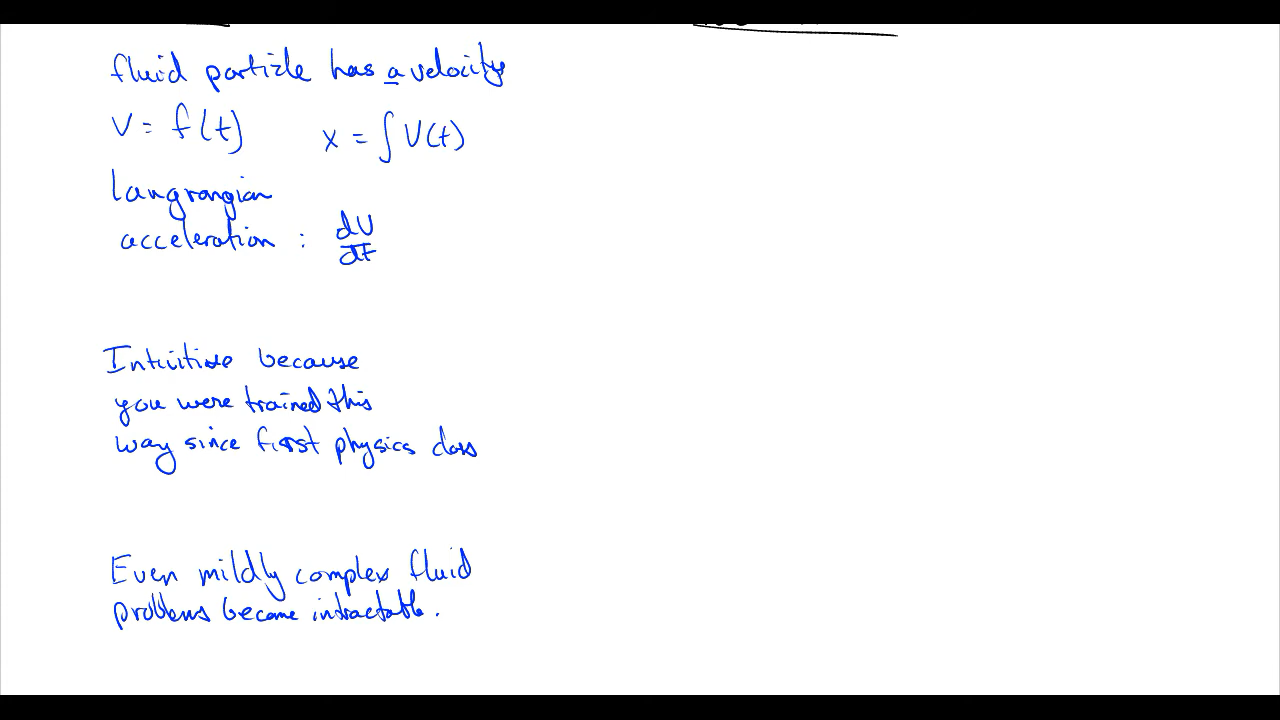 fluid particle has a velocity
V = f(t) x = ∫V(t)
Langrangian
acceleration : dV/dt
Intuitive because
you were trained this
way since first physics class
Even mildly complex fluid
problems become intractable.